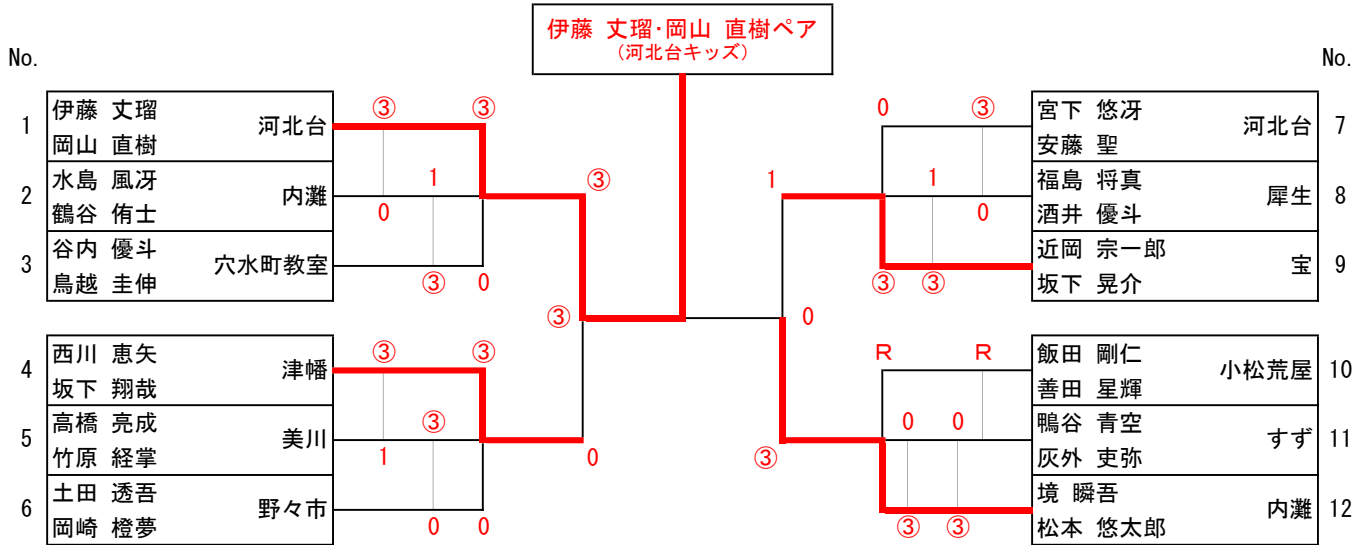 伊藤 丈瑠・岡山 直樹ペア
(河北台キッズ)
No.
No.
1
伊藤 丈瑠
岡山 直樹
河北台
2
水島 風冴
鶴谷 侑士
内灘
3
谷内 優斗
鳥越 圭伸
穴水町教室
③ ③
1
0
③ 0
③
4
西川 恵矢
坂下 翔哉
津幡
5
高橋 亮成
竹原 経掌
美川
6
土田 透吾
岡崎 橙夢
野々市
③ ③
③
1
0 0
0
③
0 ③
1
1
0
③ ③
宮下 悠冴
安藤 聖
河北台
7
福島 将真
酒井 優斗
犀生
8
近岡 宗一郎
坂下 晃介
宝
9
0
R R
0 0
③
③ ③
飯田 剛仁
善田 星輝
小松荒屋
10
鴨谷 青空
灰外 吏弥
すず
11
境 瞬吾
松本 悠太郎
内灘
12